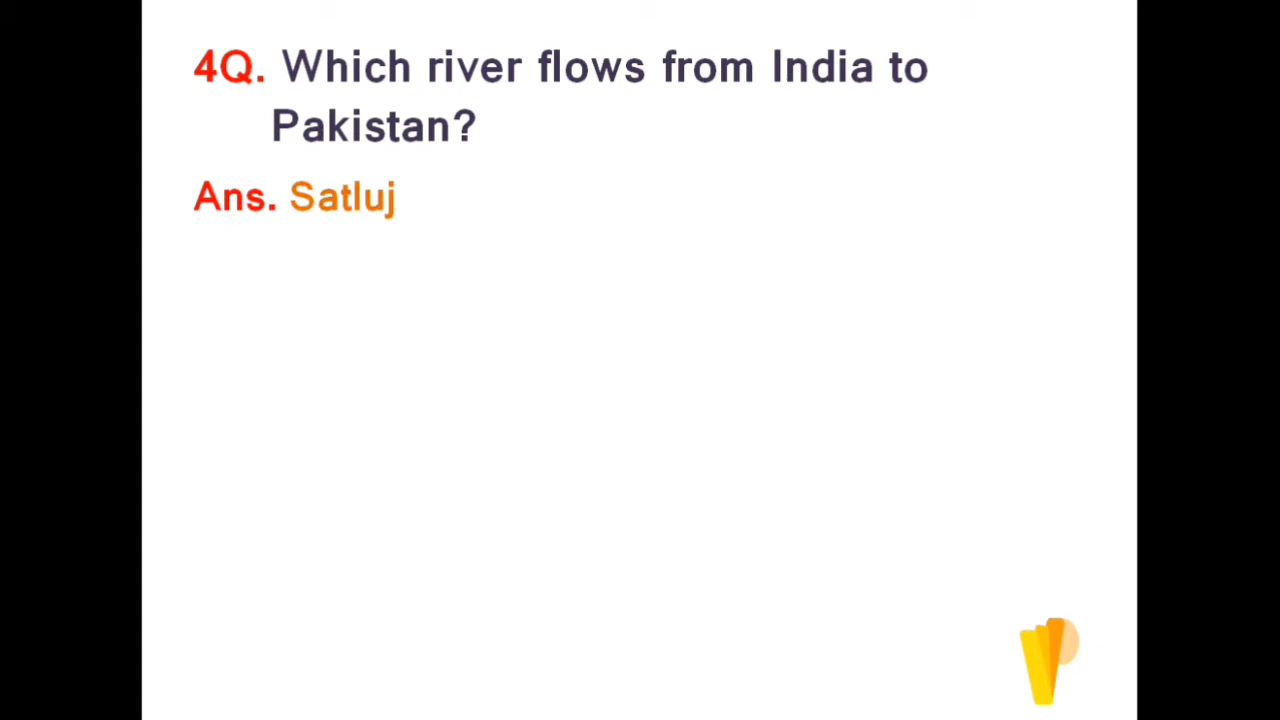 4Q. Which river flows from India to
Pakistan?
Ans. Satluj